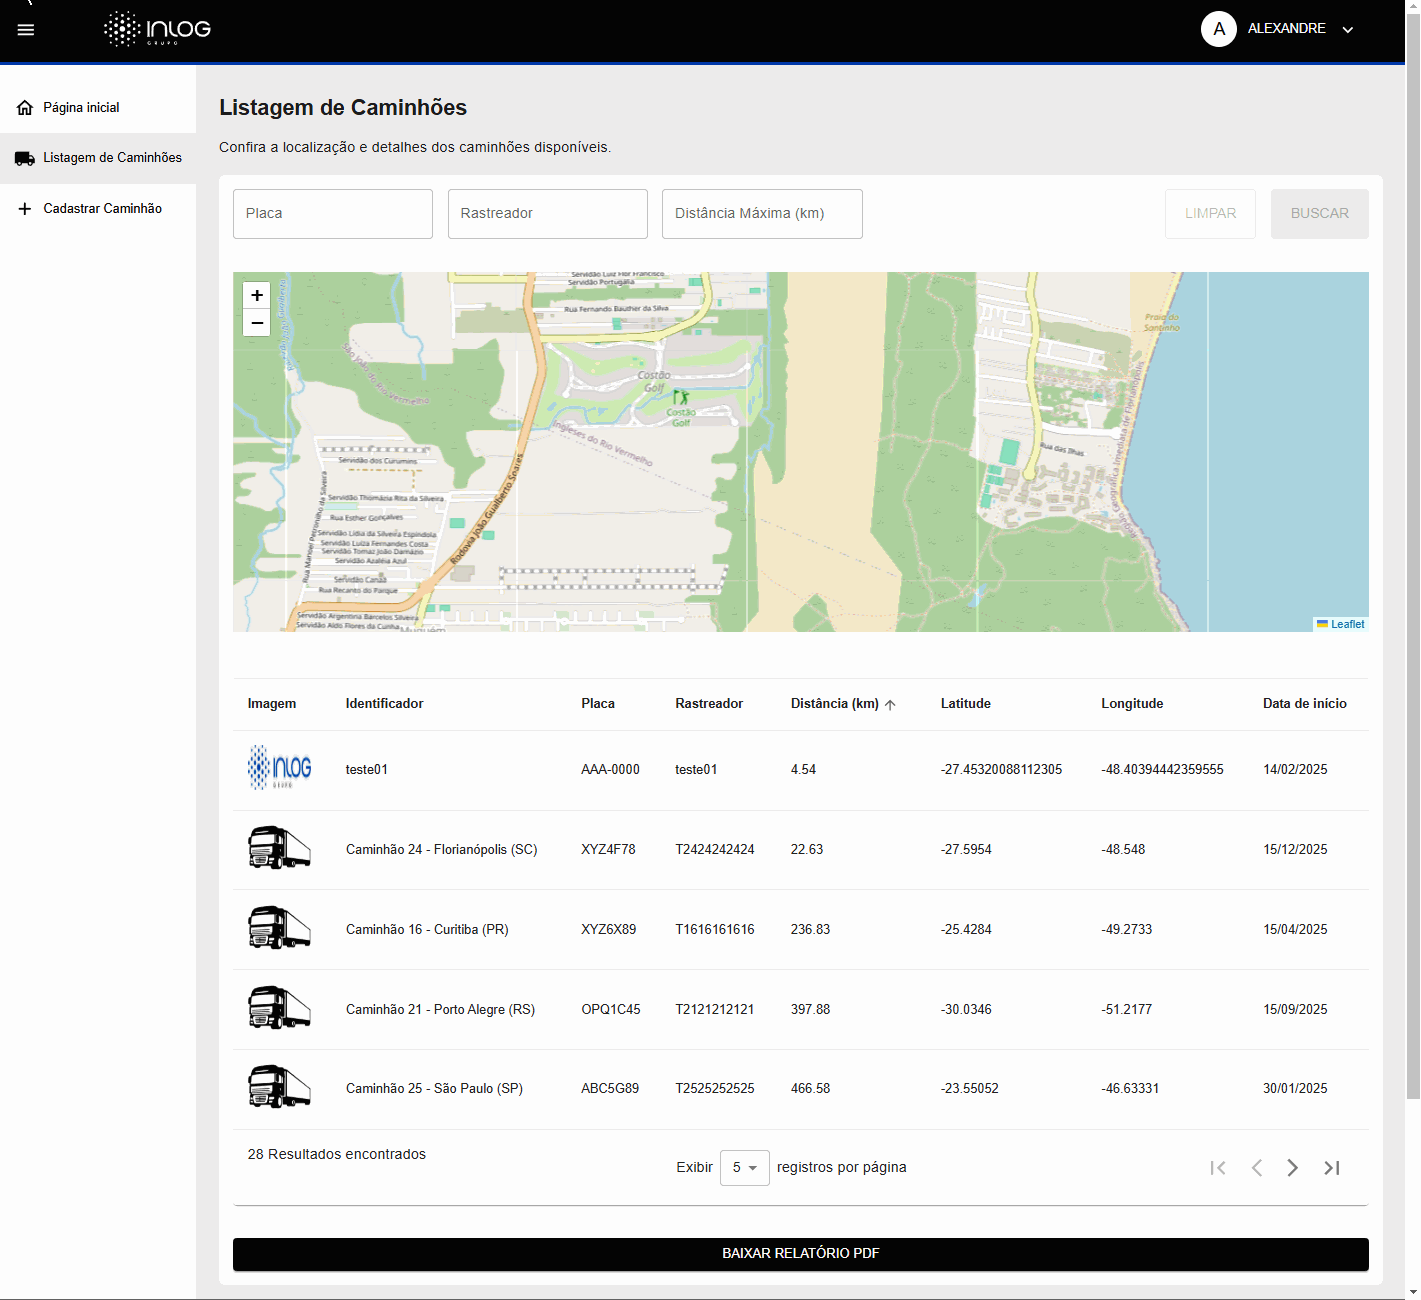 INLOG
GRUPO
A ALEXANDRE
Página inicial
Listagem de Caminhões
Cadastrar Caminhão
Listagem de Caminhões
Confira a localização e detalhes dos caminhões disponíveis.
Placa
Rastreador
Distância Máxima (km)
LIMPAR
BUSCAR
+
−
Servidão Luiz Flor Francisco
Servidão Portugália
Rua Fernando Bauther da Silva
São João do Rio Vermelho
Costão
Golf
Costão
Golf
Ingleses do Rio Vermelho
Praia do
Santinho
Rua das Ilhas
Servidão dos Curumins
Servidão Thomázia Rita da Silveira
Rua Esther Gonçalves
Servidão Lídia da Silveira Espíndola
Servidão Luiza Fernandes Costa
Servidão Tomaz João Damázio
Servidão Azaléia Azul
Servidão Canaã
Rua Recanto do Parque
Servidão Argentina Barcelos Silveira
Servidão Aldo Flores da Cunha
Rua Manoel Petronilho da Silveira
Rodovia João Gualberto Soares
Muquém
Leaflet
Imagem Identificador Placa Rastreador Distância (km) Latitude Longitude Data de início
INLOG
GRUPO
teste01 AAA-0000 teste01 4.54 -27.45320088112305 -48.40394442359555 14/02/2025
Caminhão 24 - Florianópolis (SC) XYZ4F78 T2424242424 22.63 -27.5954 -48.548 15/12/2025
Caminhão 16 - Curitiba (PR) XYZ6X89 T1616161616 236.83 -25.4284 -49.2733 15/04/2025
Caminhão 21 - Porto Alegre (RS) OPQ1C45 T2121212121 397.88 -30.0346 -51.2177 15/09/2025
Caminhão 25 - São Paulo (SP) ABC5G89 T2525252525 466.58 -23.55052 -46.63331 30/01/2025
28 Resultados encontrados
Exibir 5 registros por página
BAIXAR RELATÓRIO PDF